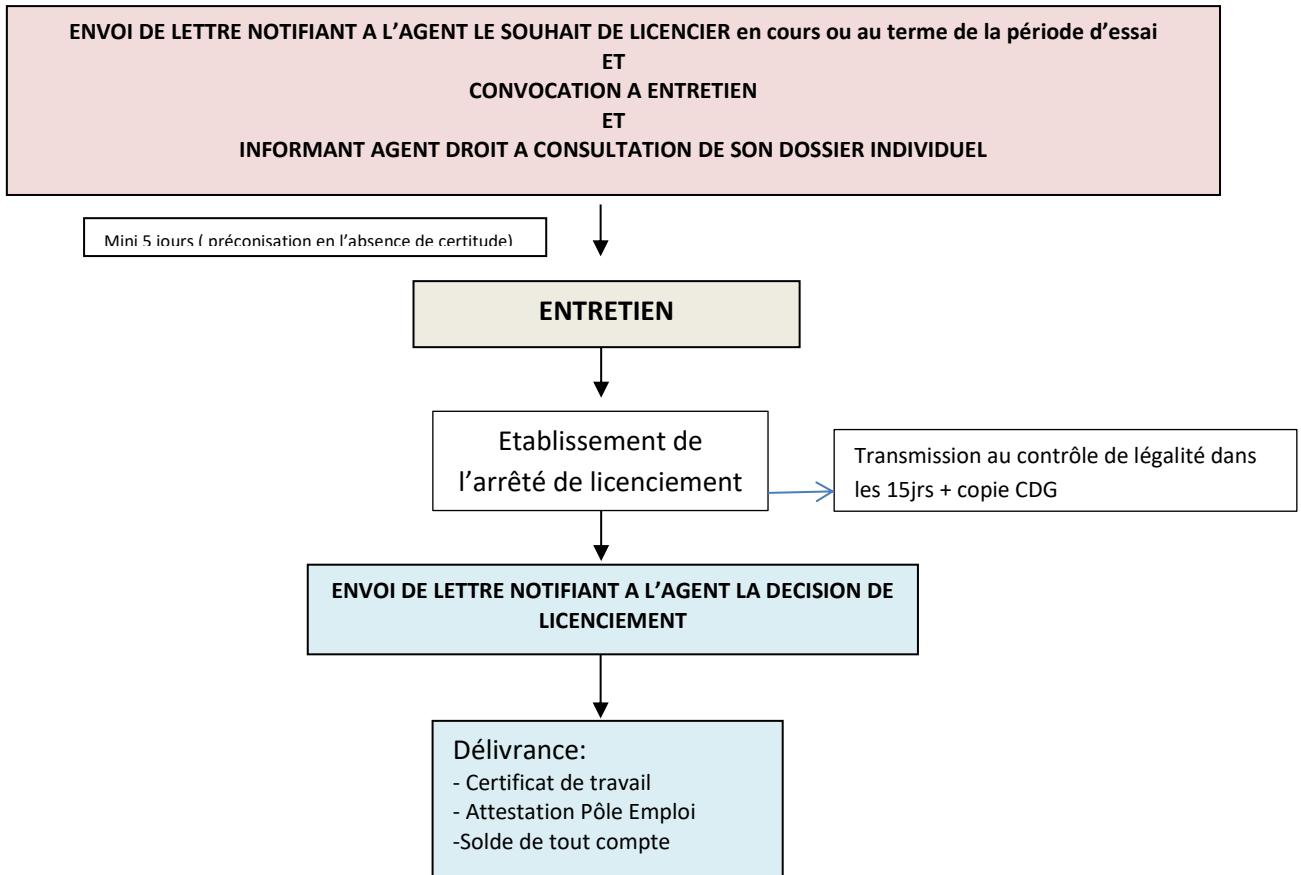 ENVOI DE LETTRE NOTIFIANT A L’AGENT LE SOUHAIT DE LICENCIER en cours ou au terme de la période d’essai
ET
CONVOCATION A ENTRETIEN
ET
INFORMANT AGENT DROIT A CONSULTATION DE SON DOSSIER INDIVIDUEL
Mini 5 jours ( préconisation en l’absence de certitude)
ENTRETIEN
Etablissement de
l’arrêté de licenciement
Transmission au contrôle de légalité dans
les 15jrs + copie CDG
ENVOI DE LETTRE NOTIFIANT A L’AGENT LA DECISION DE
LICENCIEMENT
Délivrance:
- Certificat de travail
- Attestation Pôle Emploi
-Solde de tout compte